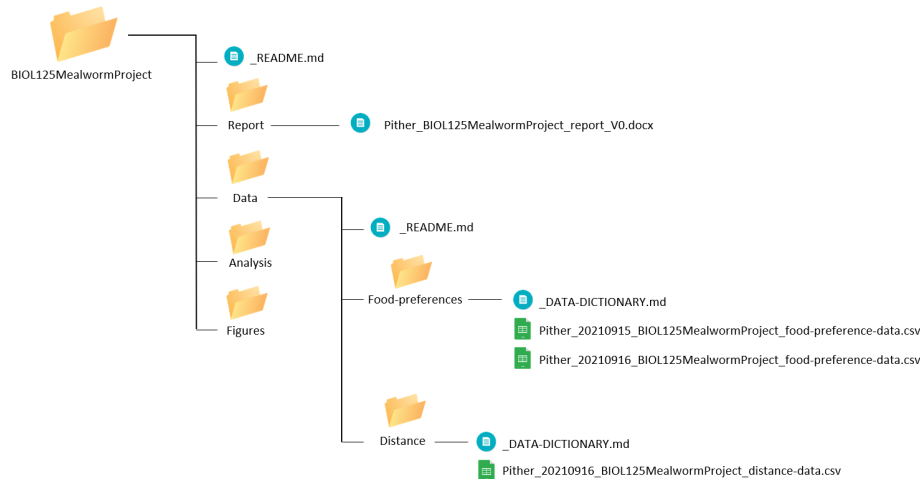 BIOL125MealwormProject
_README.md
Report
Pither_BIOL125MealwormProject_report_V0.docx
Data
_README.md
Analysis
Food-preferences
_DATA-DICTIONARY.md
Pither_20210915_BIOL125MealwormProject_food-preference-data.csv
Pither_20210916_BIOL125MealwormProject_food-preference-data.csv
Figures
Distance
_DATA-DICTIONARY.md
Pither_20210916_BIOL125MealwormProject_distance-data.csv